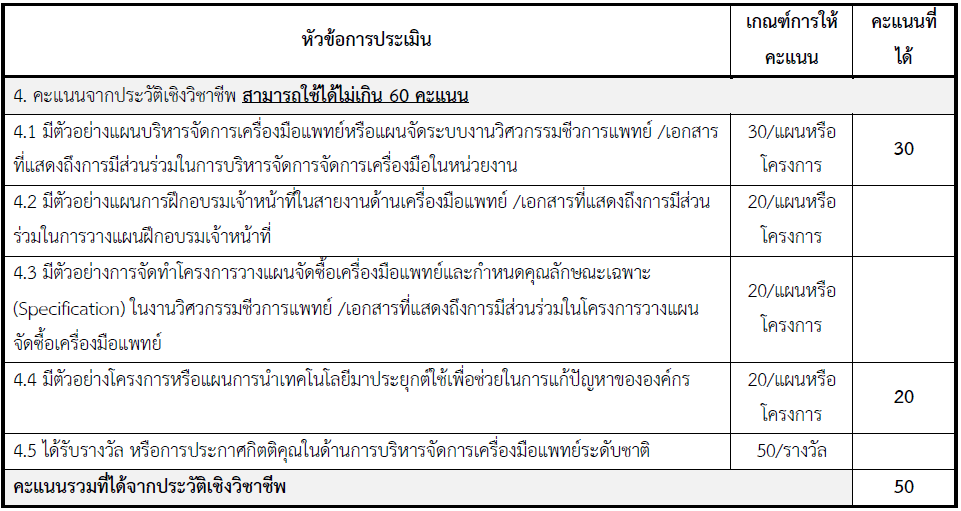 หัวข้อการประเมิน
เกณฑ์การให้
คะแนน
คะแนนที่
ได้
4. คะแนนจากประวัติเชิงวิชาชีพ สามารถใช้ได้ไม่เกิน 60 คะแนน
4.1 มีตัวอย่างแผนบริหารจัดการเครื่องมือแพทย์หรือแผนจัดระบบงานวิศวกรรมชีวการแพทย์ /เอกสาร
ที่แสดงถึงการมีส่วนร่วมในการบริหารจัดการจัดการเครื่องมือในหน่วยงาน
30/แผนหรือ
โครงการ
30
4.2 มีตัวอย่างแผนการฝึกอบรมเจ้าหน้าที่ในสายงานด้านเครื่องมือแพทย์ /เอกสารที่แสดงถึงการมีส่วน
ร่วมในการวางแผนฝึกอบรมเจ้าหน้าที่
20/แผนหรือ
โครงการ
4.3 มีตัวอย่างการจัดทำโครงการวางแผนจัดซื้อเครื่องมือแพทย์และกำหนดคุณลักษณะเฉพาะ
(Specification) ในงานวิศวกรรมชีวการแพทย์ /เอกสารที่แสดงถึงการมีส่วนร่วมในโครงการวางแผน
จัดซื้อเครื่องมือแพทย์
20/แผนหรือ
โครงการ
4.4 มีตัวอย่างโครงการหรือแผนการนำเทคโนโลยีมาประยุกต์ใช้เพื่อช่วยในการแก้ปัญหาขององค์กร
20/แผนหรือ
โครงการ
20
4.5 ได้รับรางวัล หรือการประกาศกิตติคุณในด้านการบริหารจัดการเครื่องมือแพทย์ระดับชาติ
50/รางวัล
คะแนนรวมที่ได้จากประวัติเชิงวิชาชีพ
50